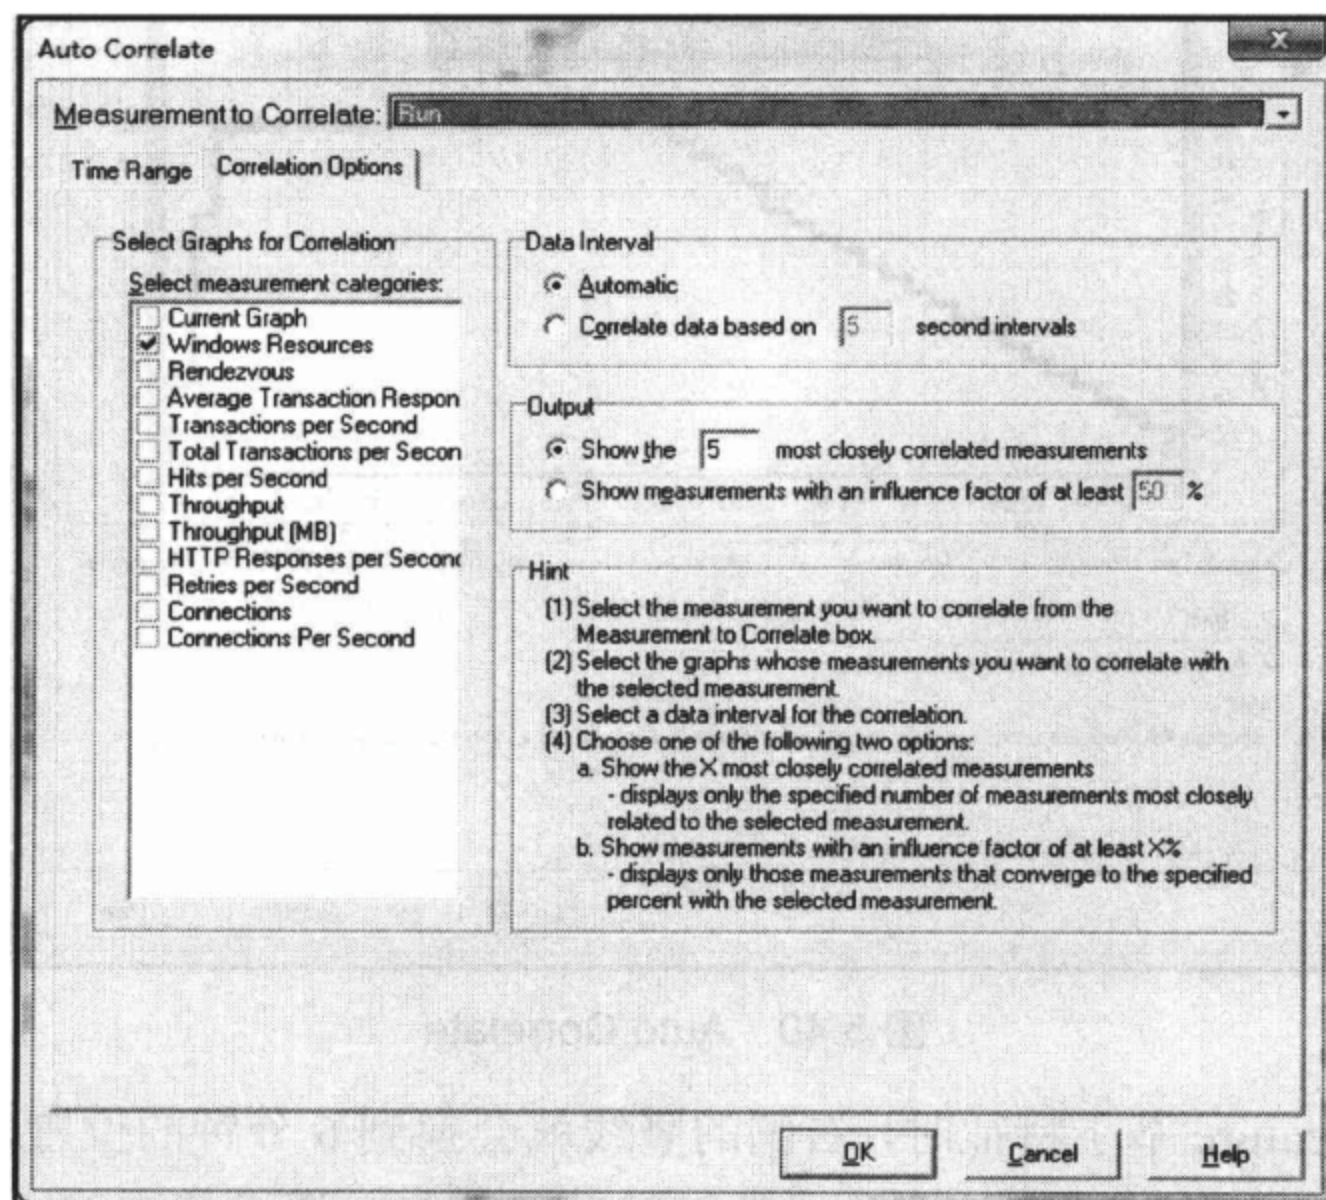 Auto Correlate
Measurement to Correlate: Run
Time Range
Correlation Options
Select Graphs for Correlation
Select measurement categories:
Current Graph
Windows Resources
Rendezvous
Average Transaction Respon
Transactions per Second
Total Transactions per Secon
Hits per Second
Throughput
Throughput (MB)
HTTP Responses per Second
Retries per Second
Connections
Connections Per Second
Data Interval
Automatic
Correlate data based on 5 second intervals
Output
Show the 5 most closely correlated measurements
Show measurements with an influence factor of at least 50 %
Hint
(1) Select the measurement you want to correlate from the
Measurement to Correlate box.
(2) Select the graphs whose measurements you want to correlate with
the selected measurement.
(3) Select a data interval for the correlation.
(4) Choose one of the following two options:
a. Show the X most closely correlated measurements
- displays only the specified number of measurements most closely
related to the selected measurement.
b. Show measurements with an influence factor of at least X%
- displays only those measurements that converge to the specified
percent with the selected measurement.
OK
Cancel
Help